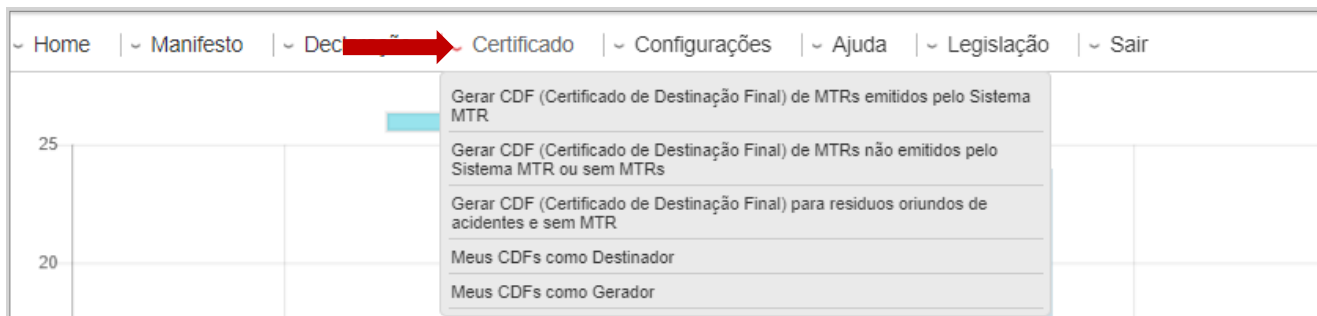 Home Manifesto Certificado Configurações Ajuda Legislação Sair
Gerar CDF (Certificado de Destinação Final) de MTRs emitidos pelo Sistema
MTR
Gerar CDF (Certificado de Destinação Final) de MTRs não emitidos pelo
Sistema MTR ou sem MTRs
Gerar CDF (Certificado de Destinação Final) para residuos oriundos de
acidentes e sem MTR
Meus CDFs como Destinador
Meus CDFs como Gerador
25
20